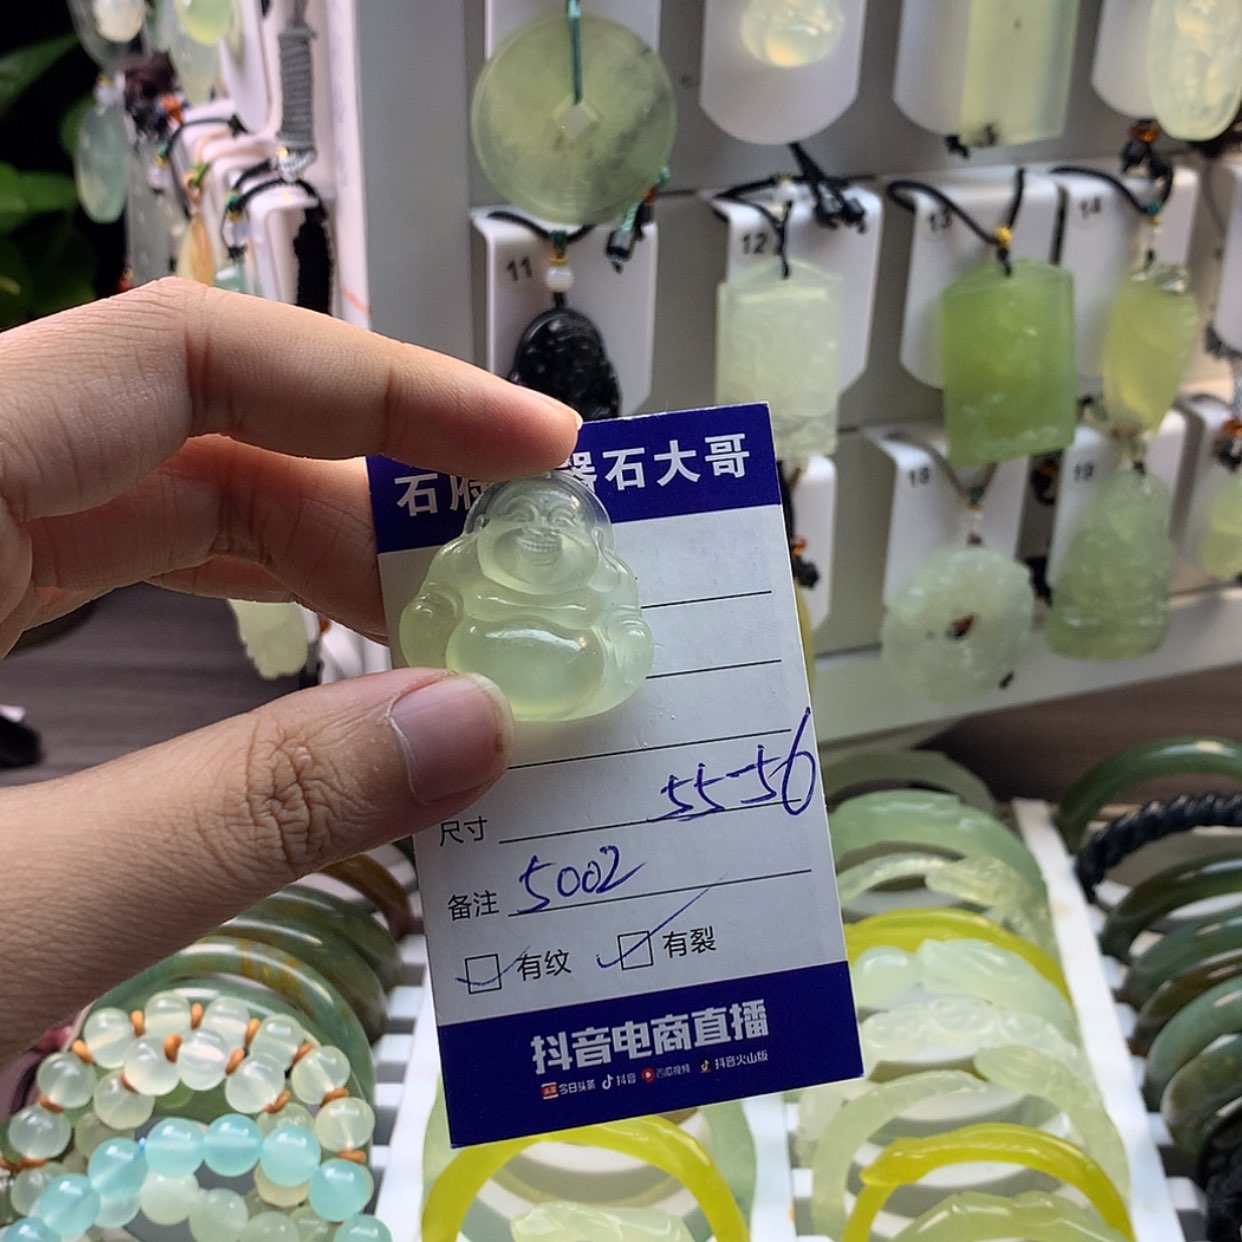 11
12
13
14
18
19
石府 器石大哥
尺寸 55-56
备注 5002
有纹 有裂
抖音电商直播
今日头条 抖音 西瓜视频 抖音火山版